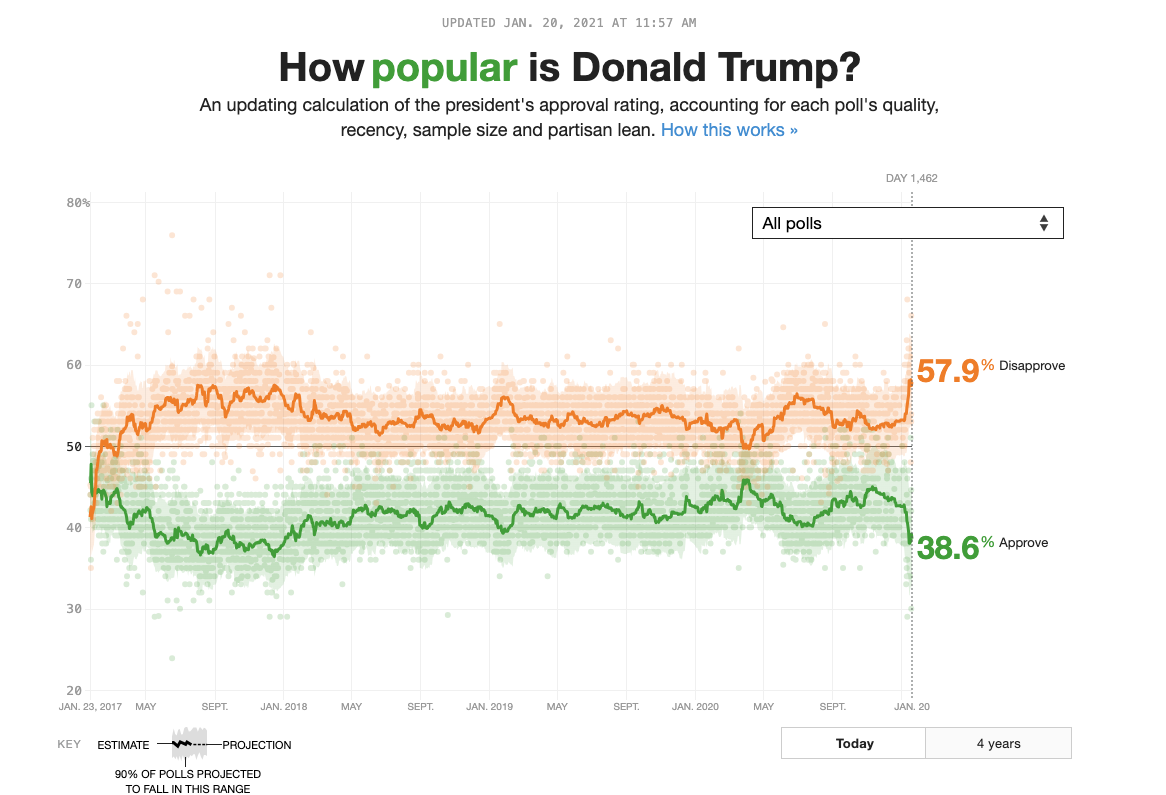 UPDATED JAN. 20, 2021 AT 11:57 AM
How popular is Donald Trump?
An updating calculation of the president's approval rating, accounting for each poll's quality,
recency, sample size and partisan lean. How this works »
DAY 1,462
80%
All polls
70
60
57.9% Disapprove
50
40
38.6% Approve
30
20
JAN. 23, 2017 MAY SEPT. JAN. 2018 MAY SEPT. JAN. 2019 MAY SEPT. JAN. 2020 MAY SEPT. JAN. 20
KEY ESTIMATE PROJECTION
Today 4 years
90% OF POLLS PROJECTED
TO FALL IN THIS RANGE